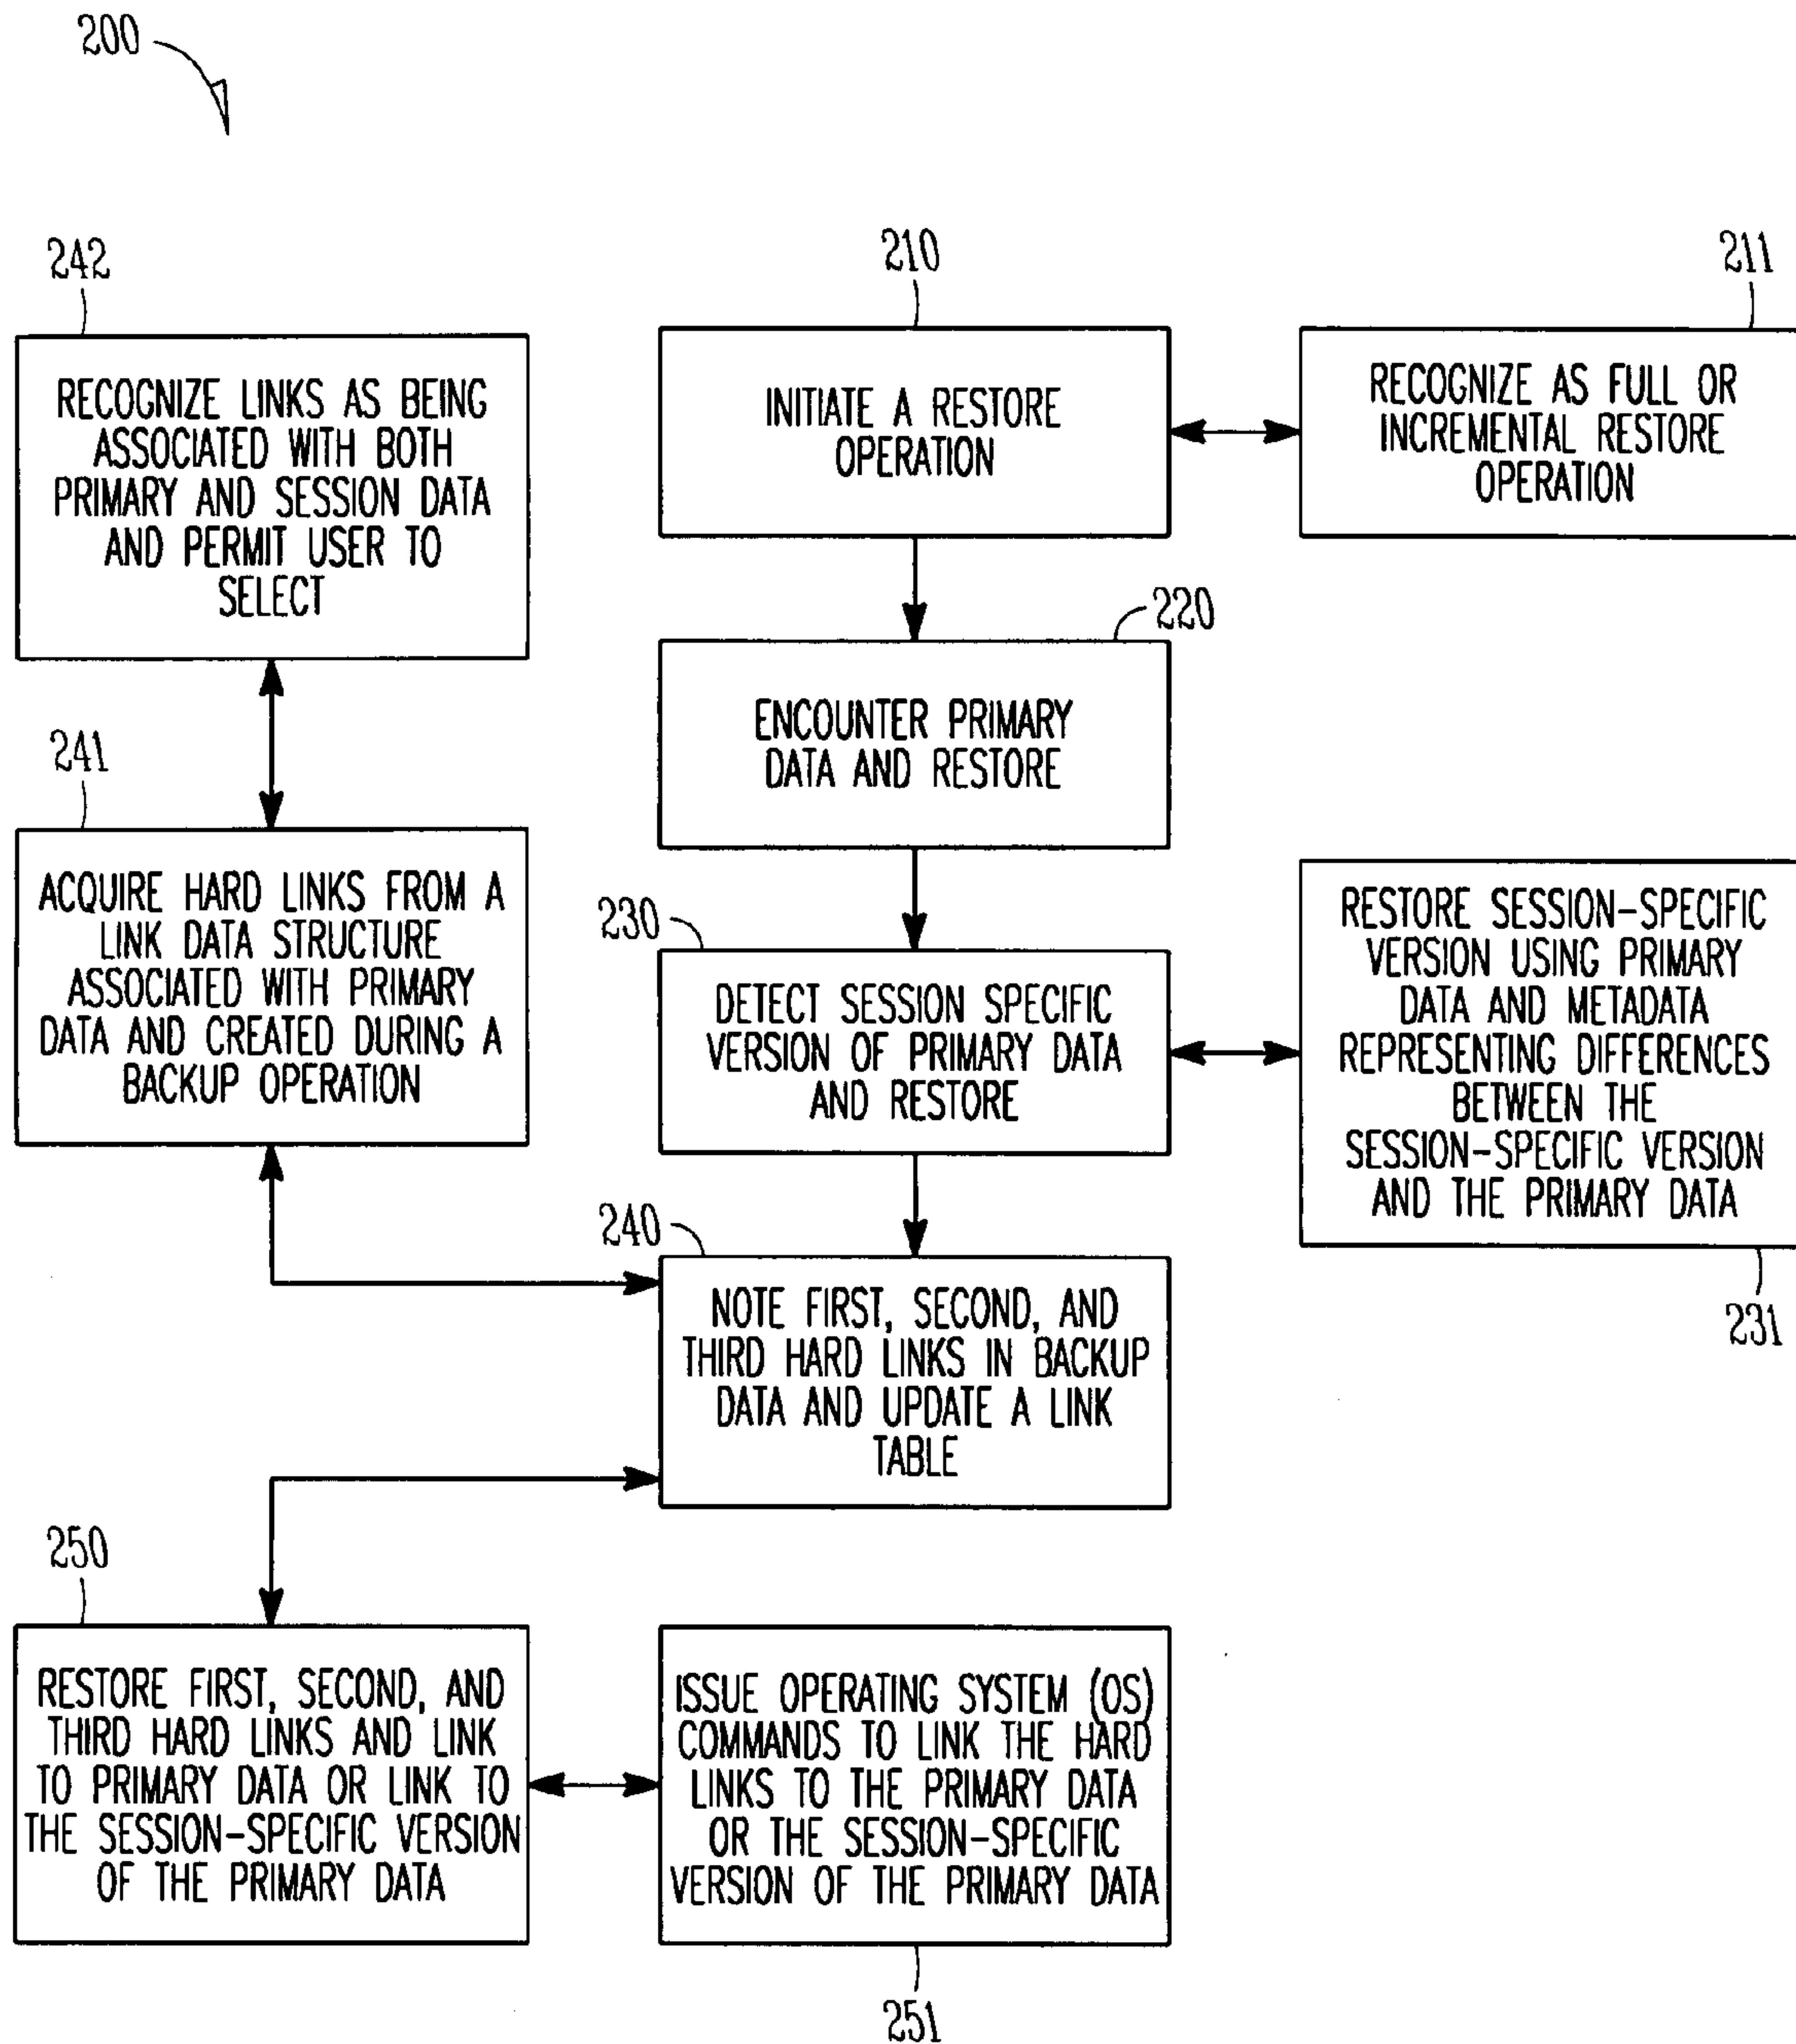 200
242
210
211
RECOGNIZE LINKS AS BEING
ASSOCIATED WITH BOTH
PRIMARY AND SESSION DATA
AND PERMIT USER TO
SELECT
INITIATE A RESTORE
OPERATION
RECOGNIZE AS FULL OR
INCREMENTAL RESTORE
OPERATION
220
ENCOUNTER PRIMARY
DATA AND RESTORE
241
ACQUIRE HARD LINKS FROM A
LINK DATA STRUCTURE
ASSOCIATED WITH PRIMARY
DATA AND CREATED DURING A
BACKUP OPERATION
230
DETECT SESSION SPECIFIC
VERSION OF PRIMARY DATA
AND RESTORE
RESTORE SESSION-SPECIFIC
VERSION USING PRIMARY
DATA AND METADATA
REPRESENTING DIFFERENCES
BETWEEN THE
SESSION-SPECIFIC VERSION
AND THE PRIMARY DATA
231
240
NOTE FIRST, SECOND, AND
THIRD HARD LINKS IN BACKUP
DATA AND UPDATE A LINK
TABLE
250
RESTORE FIRST, SECOND, AND
THIRD HARD LINKS AND LINK
TO PRIMARY DATA OR LINK TO
THE SESSION-SPECIFIC VERSION
OF THE PRIMARY DATA
ISSUE OPERATING SYSTEM (OS)
COMMANDS TO LINK THE HARD
LINKS TO THE PRIMARY DATA
OR THE SESSION-SPECIFIC
VERSION OF THE PRIMARY DATA
251